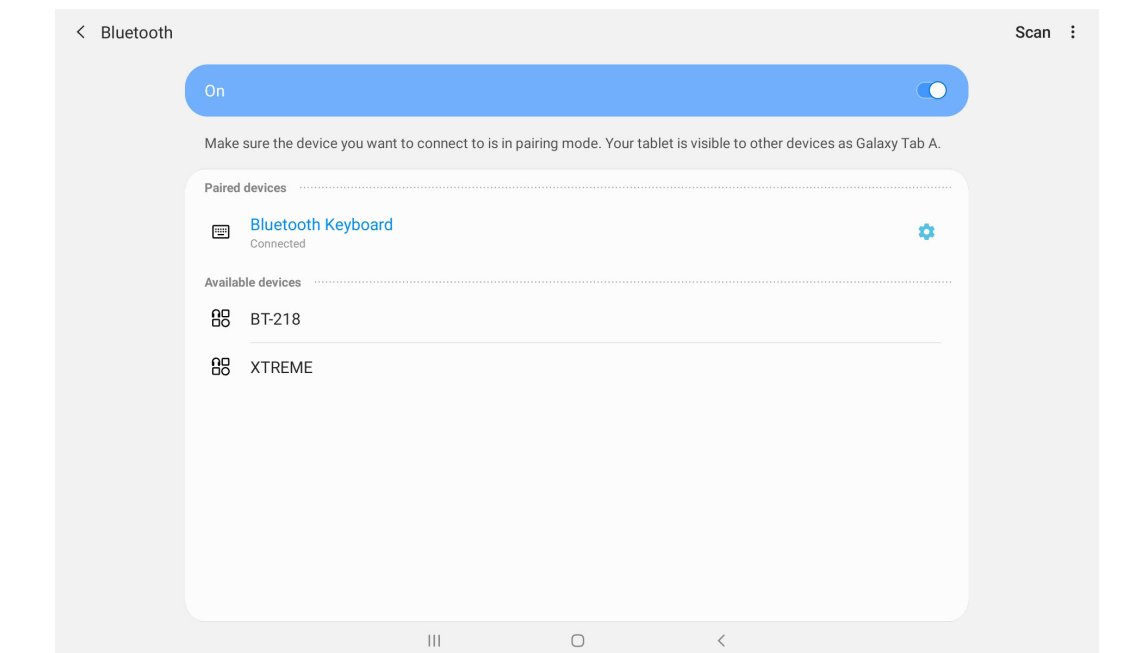 Bluetooth
Scan
On
Make sure the device you want to connect to is in pairing mode. Your tablet is visible to other devices as Galaxy Tab A.
Paired devices
Bluetooth Keyboard
Connected
Available devices
BT-218
XTREME